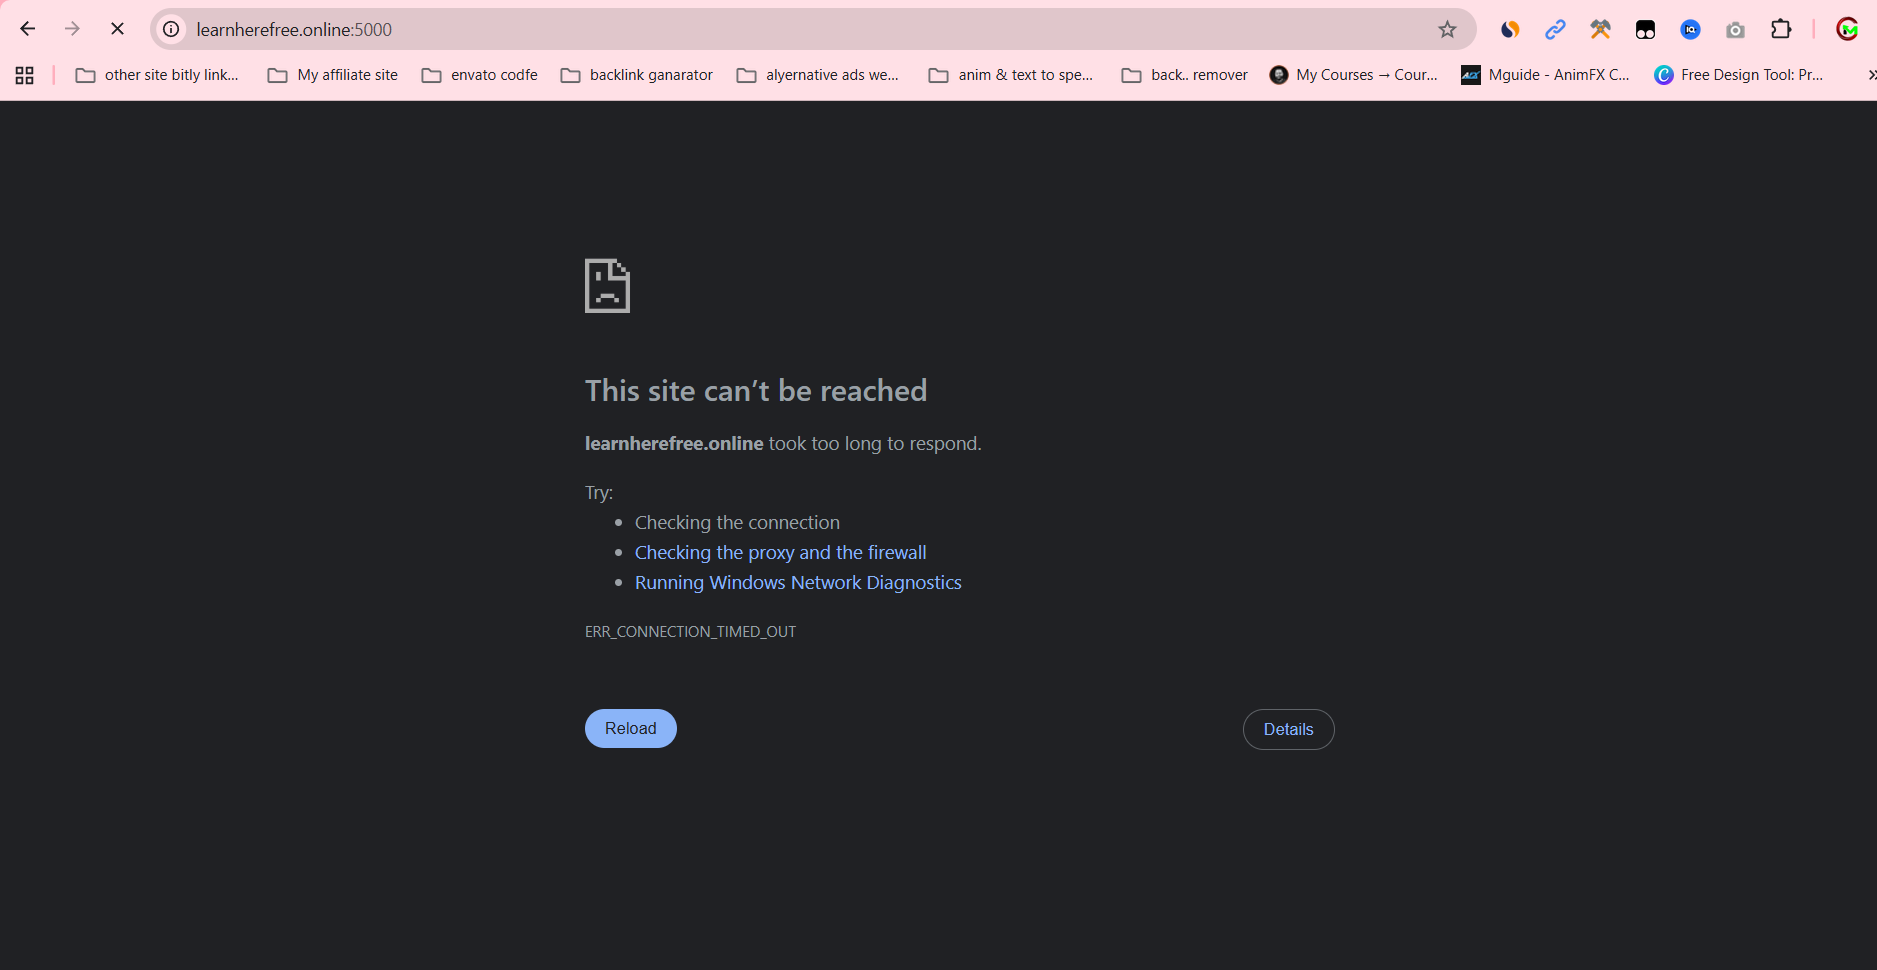 learnherefree.online:5000
other site bitly link...
My affiliate site
envato codfe
backlink ganarator
alyernative ads we...
anim & text to spe...
back.. remover
My Courses → Cour...
Mguide - AnimFX C...
Free Design Tool: Pr...
This site can’t be reached
learnherefree.online took too long to respond.
Try:
Checking the connection
Checking the proxy and the firewall
Running Windows Network Diagnostics
ERR_CONNECTION_TIMED_OUT
Reload
Details